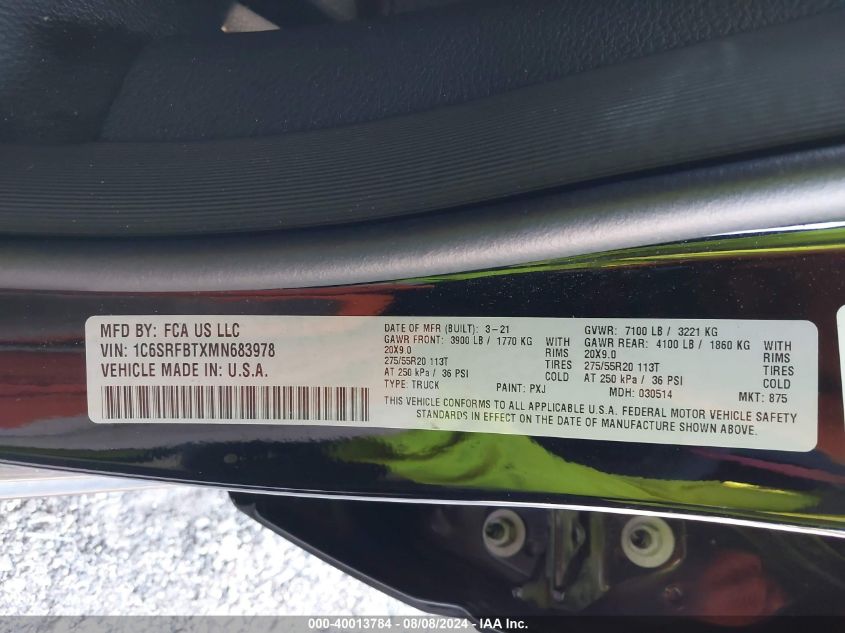 MFD BY: FCA US LLC
VIN: 1C6SRFBTXMN683978
VEHICLE MADE IN: U.S.A.
DATE OF MFR (BUILT): 3-21
GAWR FRONT: 3900 LB / 1770 KG WITH
20X9.0 RIMS
275/55R20 113T TIRES
AT 250 kPa / 36 PSI COLD
TYPE: TRUCK PAINT: PXJ
GVWR: 7100 LB / 3221 KG
GAWR REAR: 4100 LB / 1860 KG WITH
20X9.0 RIMS
275/55R20 113T TIRES
AT 250 kPa / 36 PSI COLD
MDH: 030514 MKT: 875
THIS VEHICLE CONFORMS TO ALL APPLICABLE U.S.A. FEDERAL MOTOR VEHICLE SAFETY
STANDARDS IN EFFECT ON THE DATE OF MANUFACTURE SHOWN ABOVE.
000-40013784 - 08/08/2024 - IAA Inc.